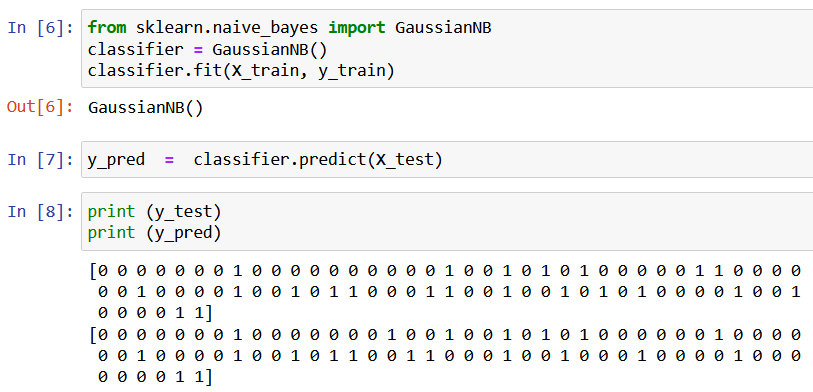 In [6]: from sklearn.naive_bayes import GaussianNB
classifier = GaussianNB()
classifier.fit(X_train, y_train)
Out[6]: GaussianNB()
In [7]: y_pred  =  classifier.predict(X_test)
In [8]: print (y_test)
print (y_pred)
[0 0 0 0 0 0 0 1 0 0 0 0 0 0 0 0 0 0 1 0 0 1 0 1 0 1 0 0 0 0 0 1 1 0 0 0 0
0 0 1 0 0 0 0 1 0 0 1 0 1 1 0 0 0 1 1 0 0 1 0 0 1 0 1 0 1 0 0 0 0 1 0 0 1
0 0 0 0 1 1]
[0 0 0 0 0 0 0 1 0 0 0 0 0 0 0 1 0 0 1 0 0 1 0 1 0 1 0 0 0 0 0 0 1 0 0 0 0
0 0 1 0 0 0 0 1 0 0 1 0 1 1 0 0 1 1 0 0 0 1 0 0 1 0 0 0 1 0 0 0 0 1 0 0 0
0 0 0 0 1 1]